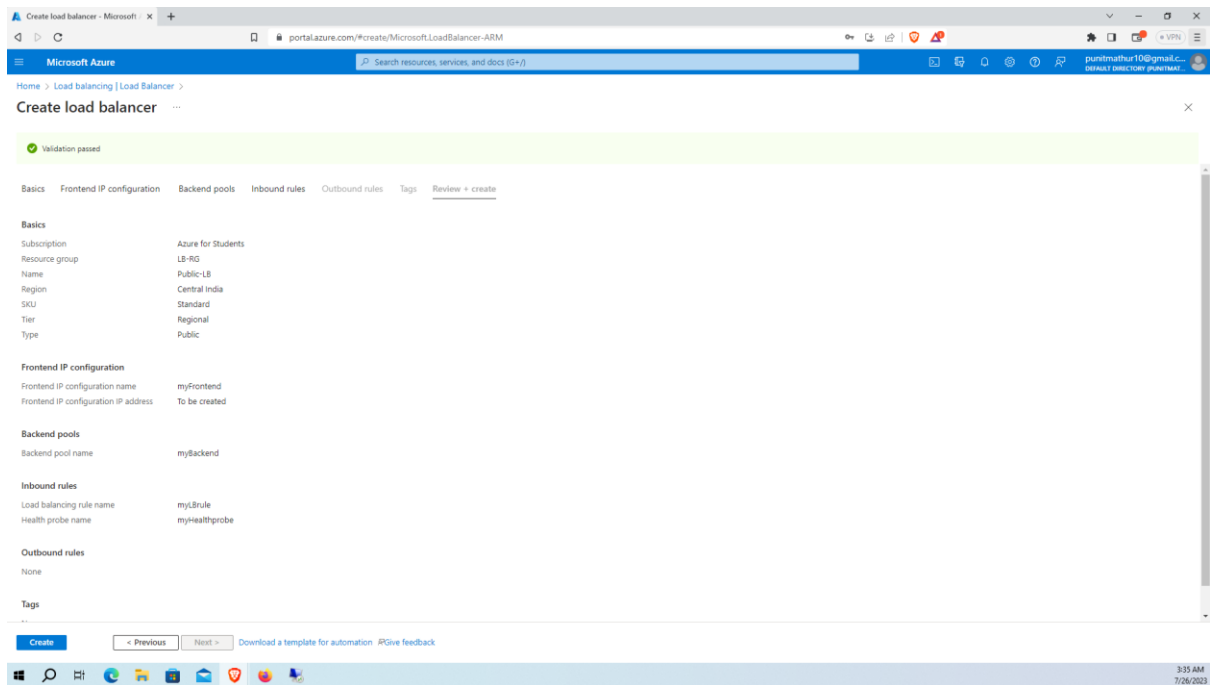 Create load balancer - Microsoft
portal.azure.com/#create/Microsoft.LoadBalancer-ARM
VPN
Microsoft Azure
Search resources, services, and docs (G+/)
punitmathur10@gmail.c...
DEFAULT DIRECTORY (PUNITMAT...
Home > Load balancing | Load Balancer >
Create load balancer ...
Validation passed
Basics Frontend IP configuration Backend pools Inbound rules Outbound rules Tags Review + create
Basics
Subscription Azure for Students
Resource group LB-RG
Name Public-LB
Region Central India
SKU Standard
Tier Regional
Type Public
Frontend IP configuration
Frontend IP configuration name myFrontend
Frontend IP configuration IP address To be created
Backend pools
Backend pool name myBackend
Inbound rules
Load balancing rule name myLBrule
Health probe name myHealthprobe
Outbound rules
None
Tags
Create < Previous Next > Download a template for automation Give feedback
3:35 AM
7/26/2023